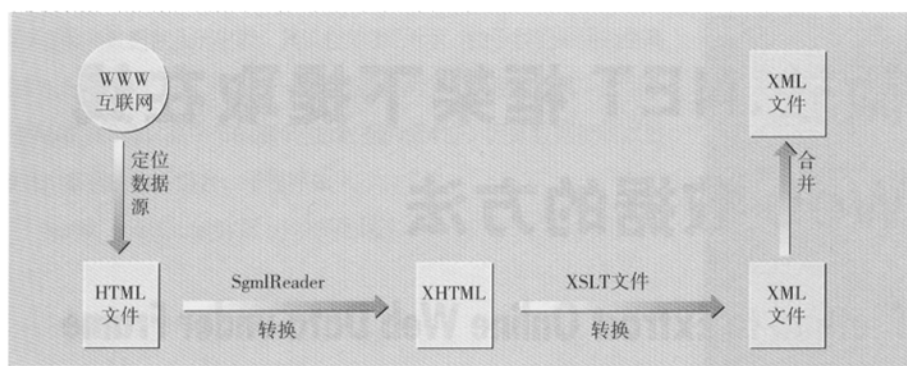 WWW
互联网
定位
数据
源
HTML
文件
SgmlReader
转换
XHTML
XSLT文件
转换
XML
文件
合
并
XML
文件